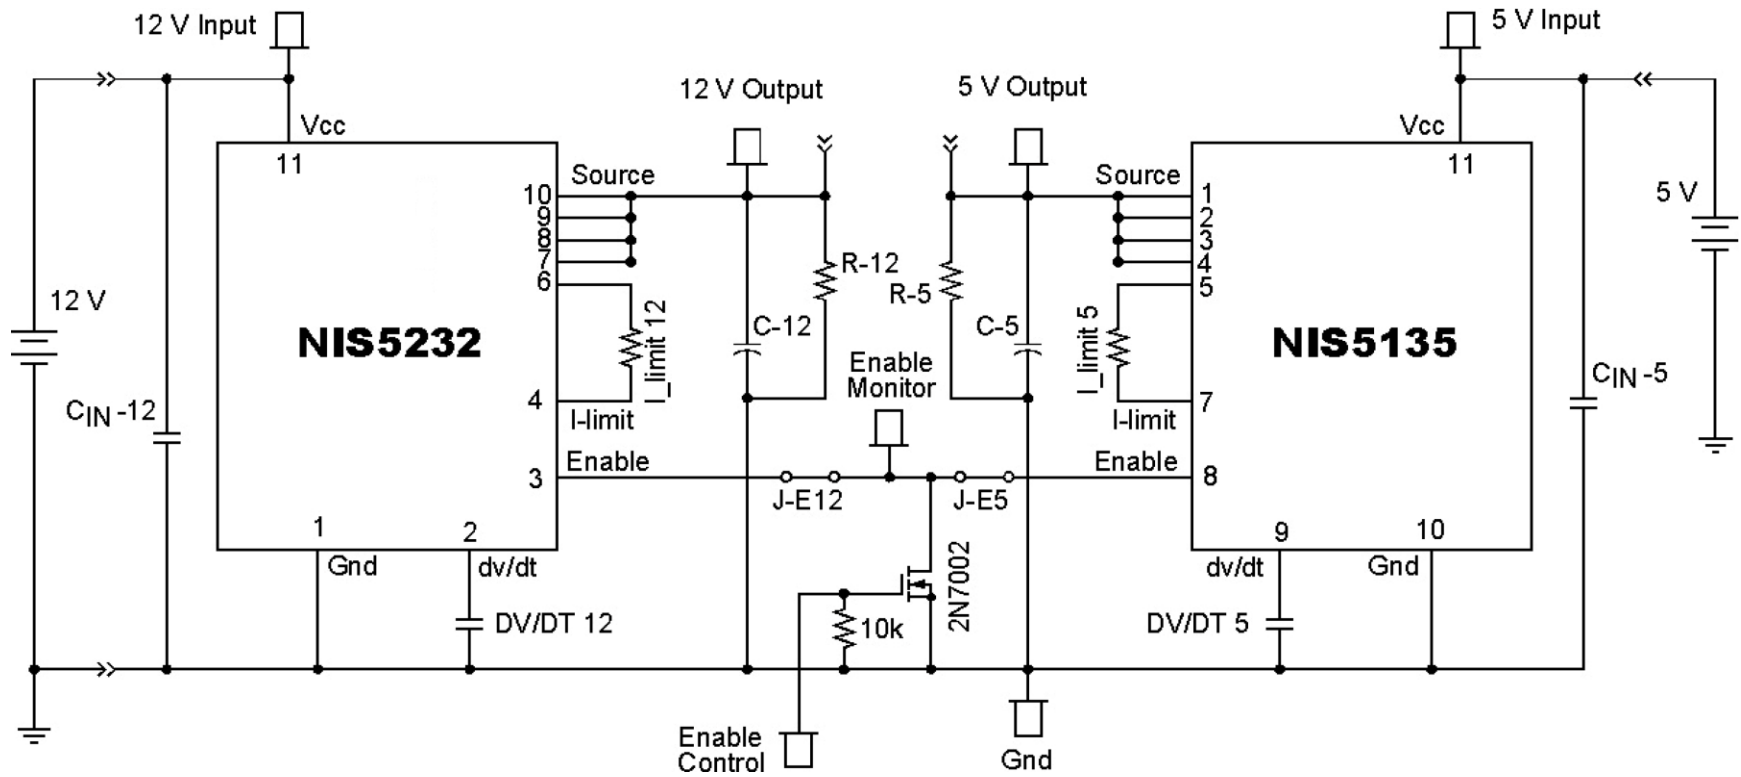 12 V Input
5 V Input
12 V Output
5 V Output
Vcc
11
Vcc
11
Source
10
9
8
7
6
Source
1
2
3
4
5
5 V
12 V
R-12
R-5
C-12
C-5
I_limit 12
I_limit 5
NIS5232
NIS5135
Enable
Monitor
CIN -12
CIN -5
4
I-limit
I-limit
7
3
Enable
J-E12
J-E5
Enable
8
1
2
Gnd
dv/dt
9
10
dv/dt
Gnd
DV/DT 12
10k
2N7002
DV/DT 5
Enable
Control
Gnd